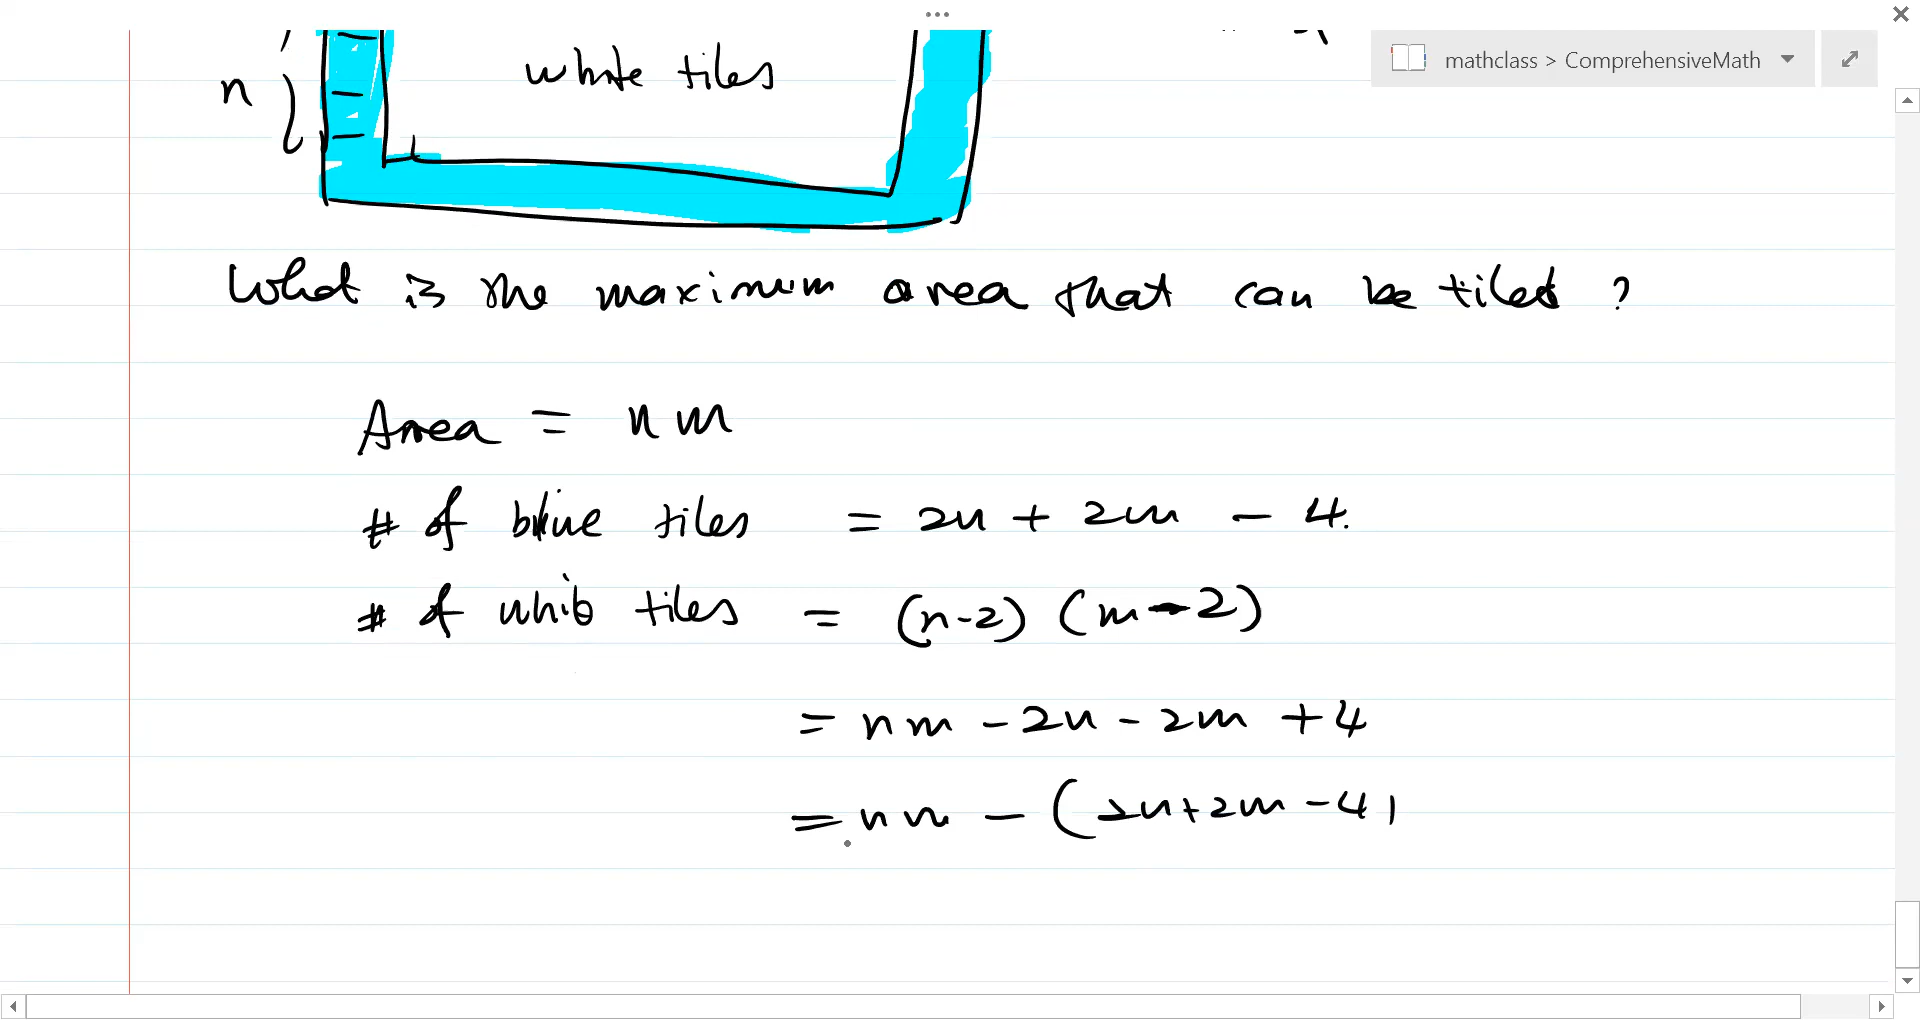 mathclass > ComprehensiveMath
n
white tiles
What is the maximum area that can be tiled ?
Area = nm
# of blue tiles = 2n + 2m - 4.
# of white tiles = (n-2) (m-2)
= nm - 2n - 2m + 4
= nm - (2n+2m-4)